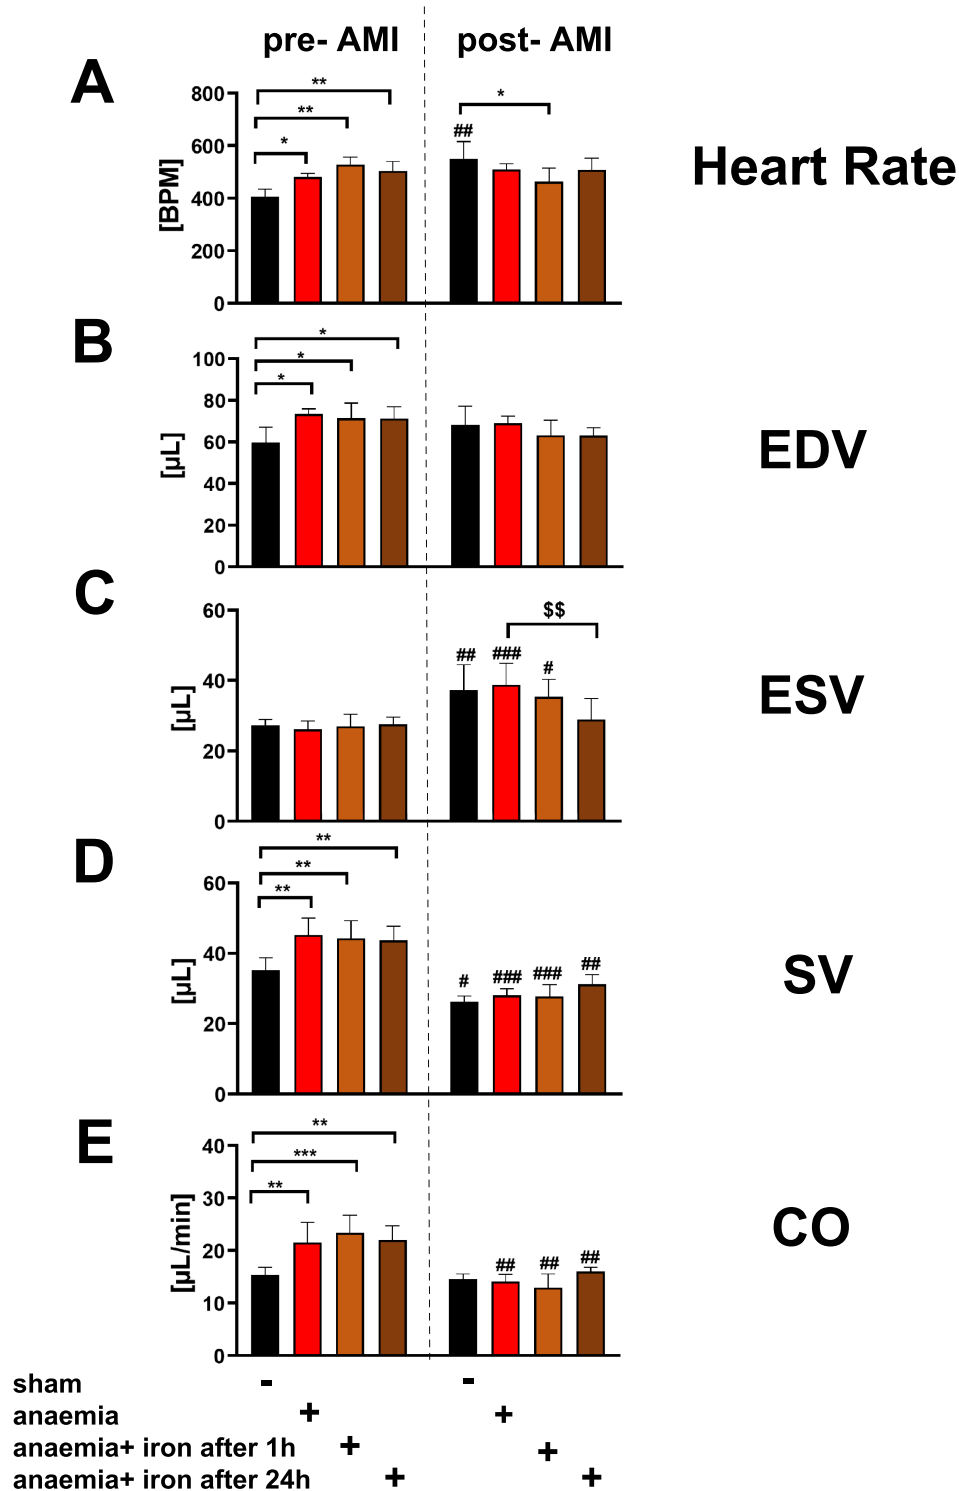 pre- AMI post- AMI
A
**
**
*
*
##
800
600
400
200
0
[BPM]
Heart Rate
B
*
*
*
100
80
60
40
20
0
[µL]
EDV
C
$$
##
###
#
60
40
20
0
[µL]
ESV
D
**
**
**
#
###
###
##
60
40
20
0
[µL]
SV
E
**
***
**
##
##
##
40
30
20
10
0
[µL/min]
CO
sham - -
anaemia + +
anaemia+ iron after 1h + +
anaemia+ iron after 24h + +